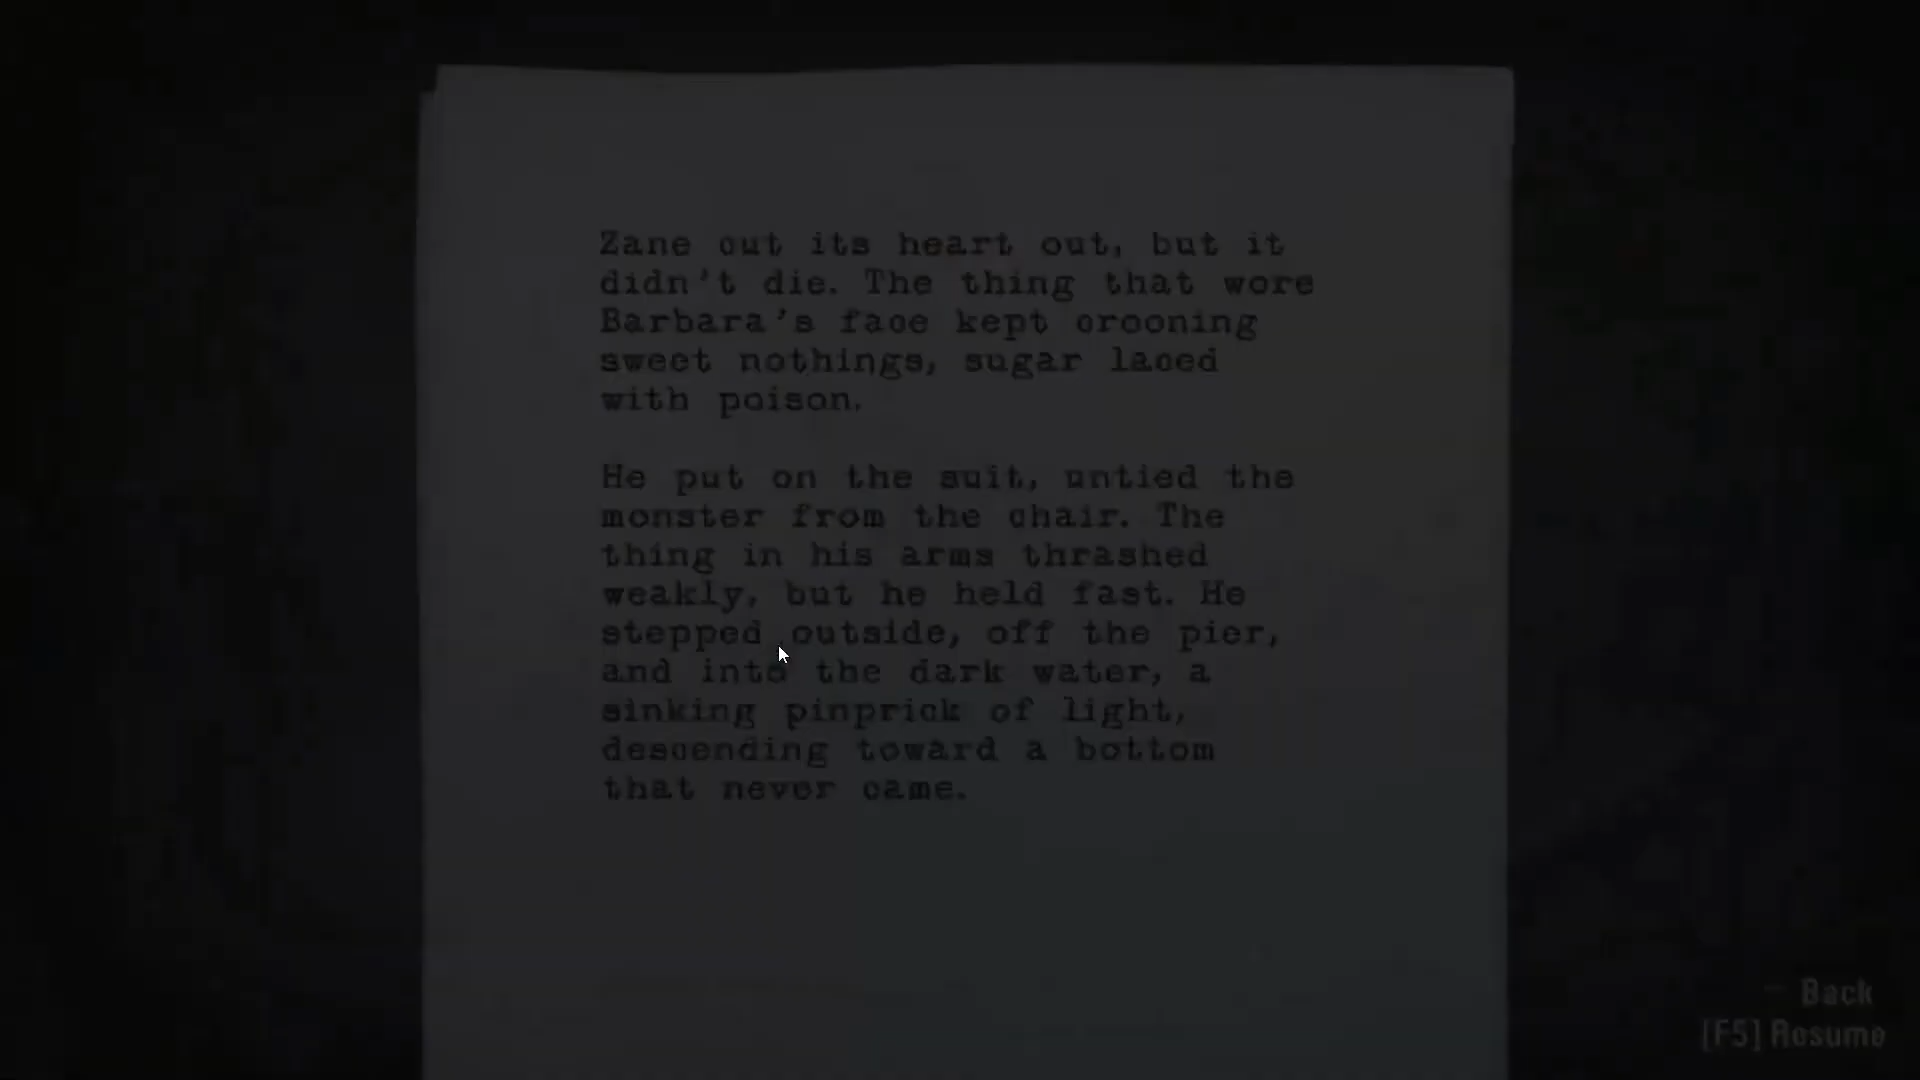 Zane cut its heart out, but it
didn't die. The thing that wore
Barbara's face kept crooning
sweet nothings, sugar laced
with poison.
He put on the suit, untied the
monster from the chair. The
thing in his arms thrashed
weakly, but he held fast. He
stepped outside, off the pier,
and into the dark water, a
sinking pinprick of light,
descending toward a bottom
that never came.
Back
[F5] Resume